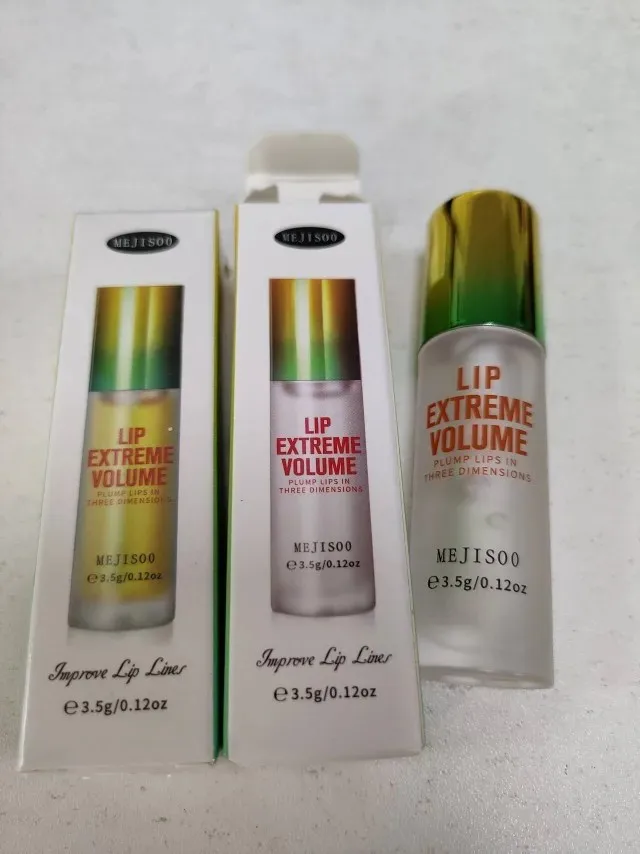 MEJISOO
LIP
EXTREME
VOLUME
PLUMP LIPS IN
THREE DIMENSIONS
MEJISOO
℮3.5g/0.12oz
Improve Lip Lines
℮3.5g/0.12oz
MEJISOO
LIP
EXTREME
VOLUME
PLUMP LIPS IN
THREE DIMENSIONS
MEJISOO
℮3.5g/0.12oz
Improve Lip Lines
℮3.5g/0.12oz
LIP
EXTREME
VOLUME
PLUMP LIPS IN
THREE DIMENSIONS
MEJISOO
℮3.5g/0.12oz